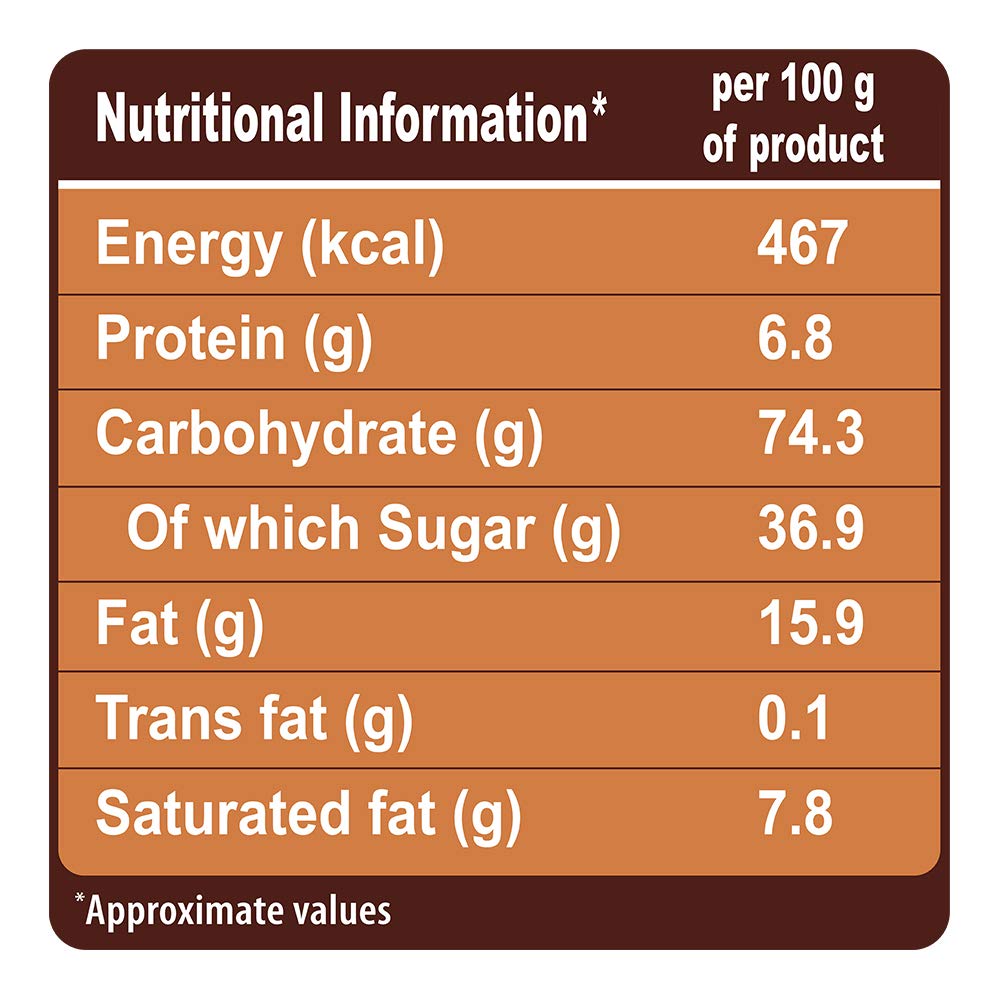 Nutritional Information* per 100 g
of product
Energy (kcal) 467
Protein (g) 6.8
Carbohydrate (g) 74.3
Of which Sugar (g) 36.9
Fat (g) 15.9
Trans fat (g) 0.1
Saturated fat (g) 7.8
*Approximate values